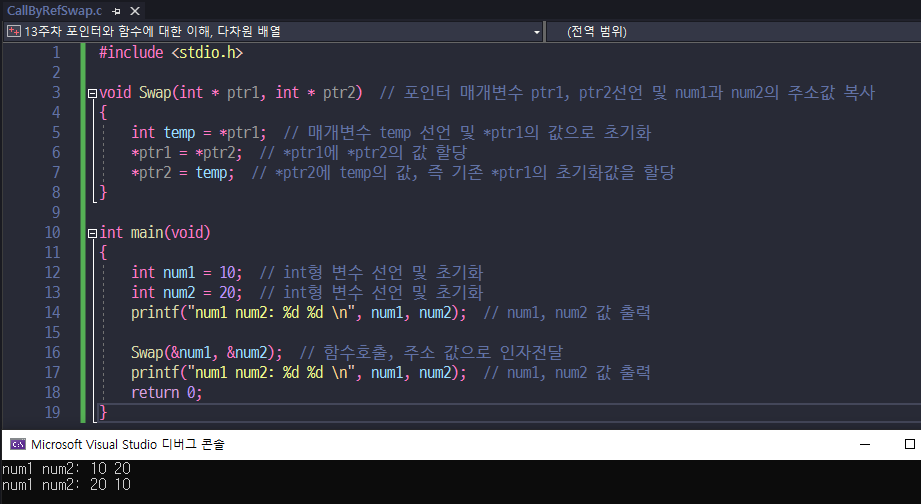 CallByRefSwap.c
13주차 포인터와 함수에 대한 이해, 다차원 배열 (전역 범위)
1 #include <stdio.h>
2
3 void Swap(int * ptr1, int * ptr2) // 포인터 매개변수 ptr1, ptr2선언 및 num1과 num2의 주소값 복사
4 {
5 int temp = *ptr1; // 매개변수 temp 선언 및 *ptr1의 값으로 초기화
6 *ptr1 = *ptr2; // *ptr1에 *ptr2의 값 할당
7 *ptr2 = temp; // *ptr2에 temp의 값, 즉 기존 *ptr1의 초기화값을 할당
8 }
9
10 int main(void)
11 {
12 int num1 = 10; // int형 변수 선언 및 초기화
13 int num2 = 20; // int형 변수 선언 및 초기화
14 printf("num1 num2: %d %d \n", num1, num2); // num1, num2 값 출력
15
16 Swap(&num1, &num2); // 함수호출, 주소 값으로 인자전달
17 printf("num1 num2: %d %d \n", num1, num2); // num1, num2 값 출력
18 return 0;
19 }
Microsoft Visual Studio 디버그 콘솔
num1 num2: 10 20
num1 num2: 20 10